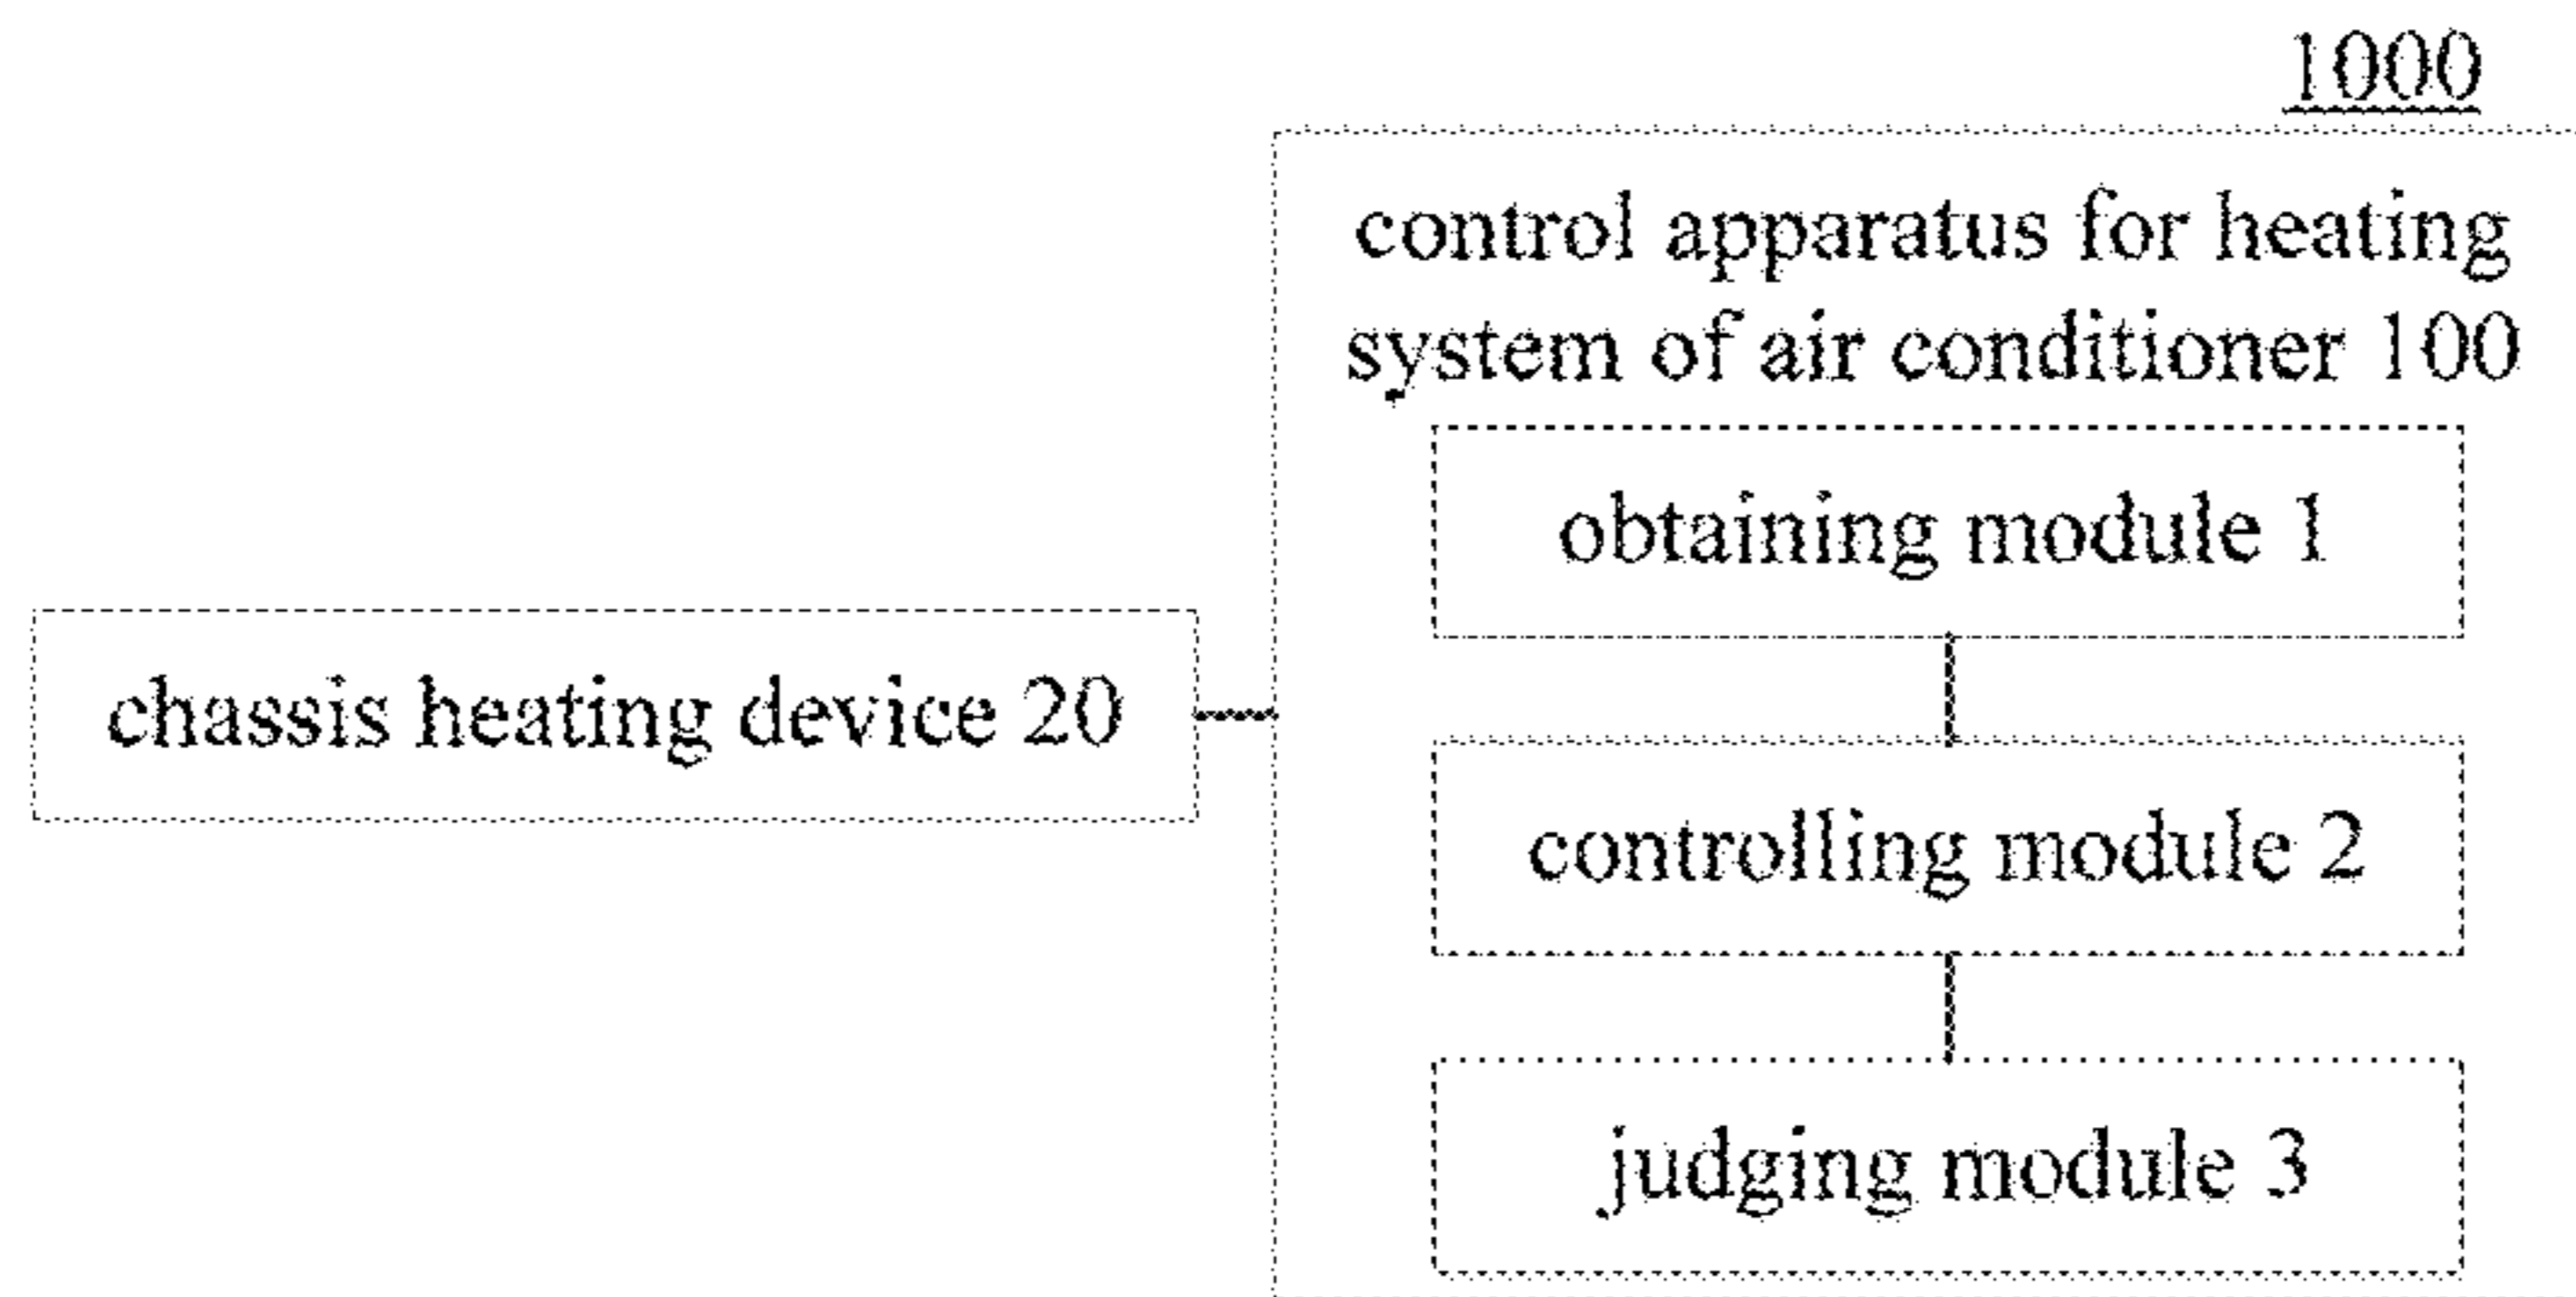 1000
control apparatus for heating
system of air conditioner 100
obtaining module 1
chassis heating device 20
controlling module 2
judging module 3